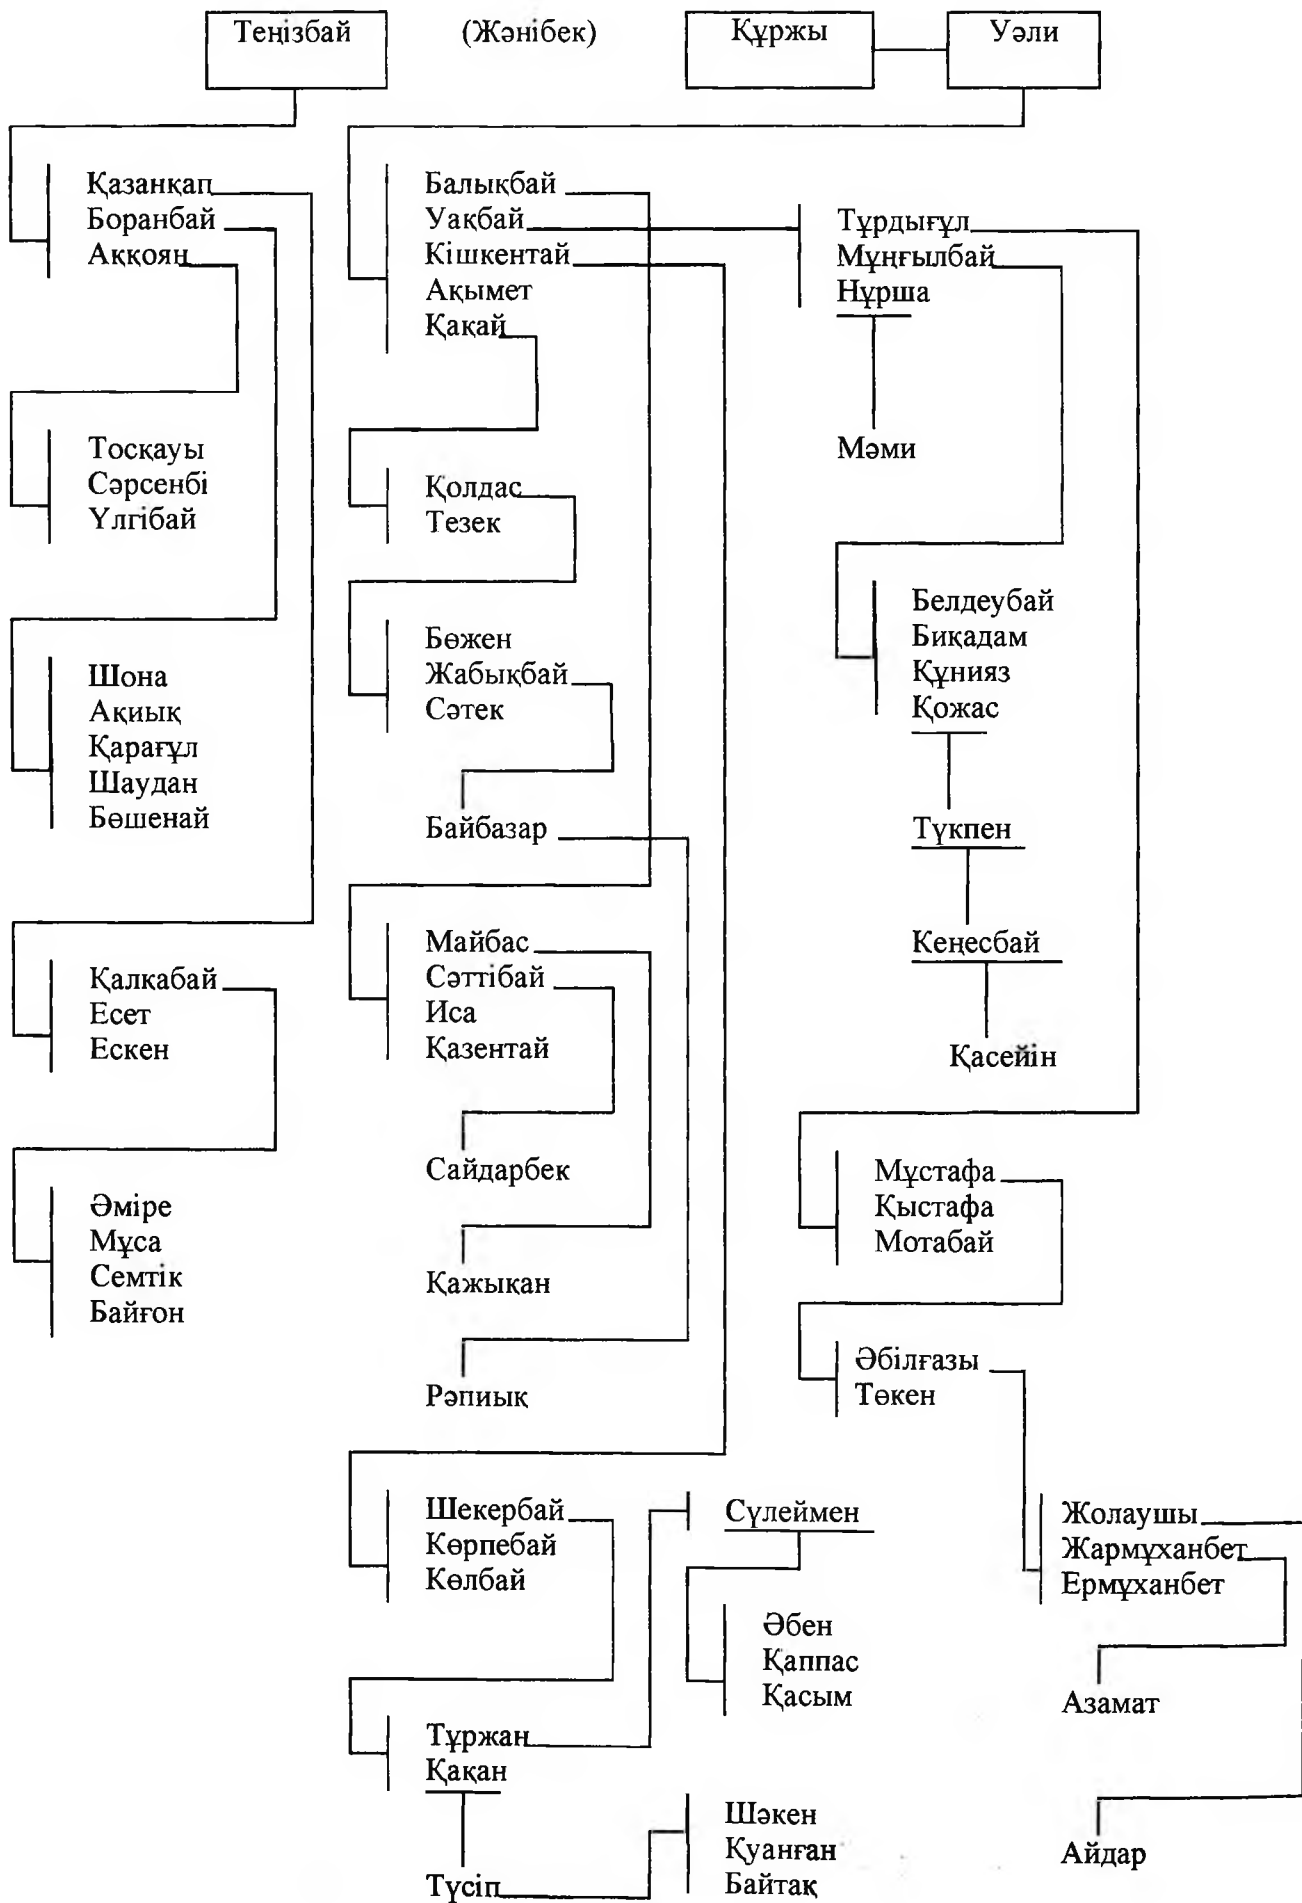 Теңізбай
(Жәнібек)
Құржы
Уәли
Қазанқап
Боранбай
Аққоян
Балықбай
Уақбай
Кішкентай
Ақымет
Қақай
Тұрдығұл
Мұңғылбай
Нұрша
Мәми
Тосқауы
Сәрсенбі
Үлгібай
Қолдас
Тезек
Белдеубай
Биқадам
Құнияз
Қожас
Бөжен
Жабықбай
Сәтек
Шона
Ақиық
Қарағұл
Шаудан
Бөшенай
Байбазар
Түкпен
Кеңесбай
Қасейін
Майбас
Сәттібай
Иса
Қазентай
Қалкабай
Есет
Ескен
Сайдарбек
Мұстафа
Қыстафа
Мотабай
Әміре
Мұса
Семтік
Байғон
Қажықан
Рәпиық
Әбілғазы
Төкен
Шекербай
Көрпебай
Көлбай
Сүлеймен
Жолаушы
Жармұханбет
Ермұханбет
Әбен
Қаппас
Қасым
Азамат
Тұржан
Қақан
Түсіп
Шәкен
Қуанған
Байтақ
Айдар